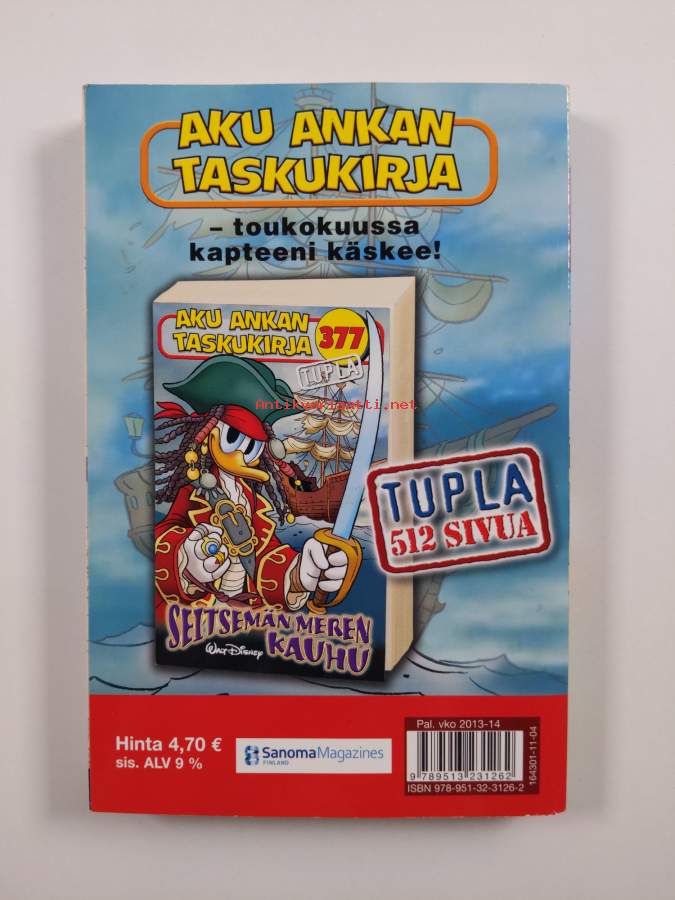 AKU ANKAN
TASKUKIRJA
– toukokuussa
kapteeni käskee!
AKU ANKAN
TASKUKIRJA
377
TUPLA
Antikvariaatti.net
TUPLA
512 SIVUA
SEITSEMÄN MEREN
KAUHU
WALT DISNEY
Hinta 4,70 €
sis. ALV 9 %
SanomaMagazines
FINLAND
Pal. vko 2013-14
9 789513 231262
ISBN 978-951-32-3126-2
164301-11-04